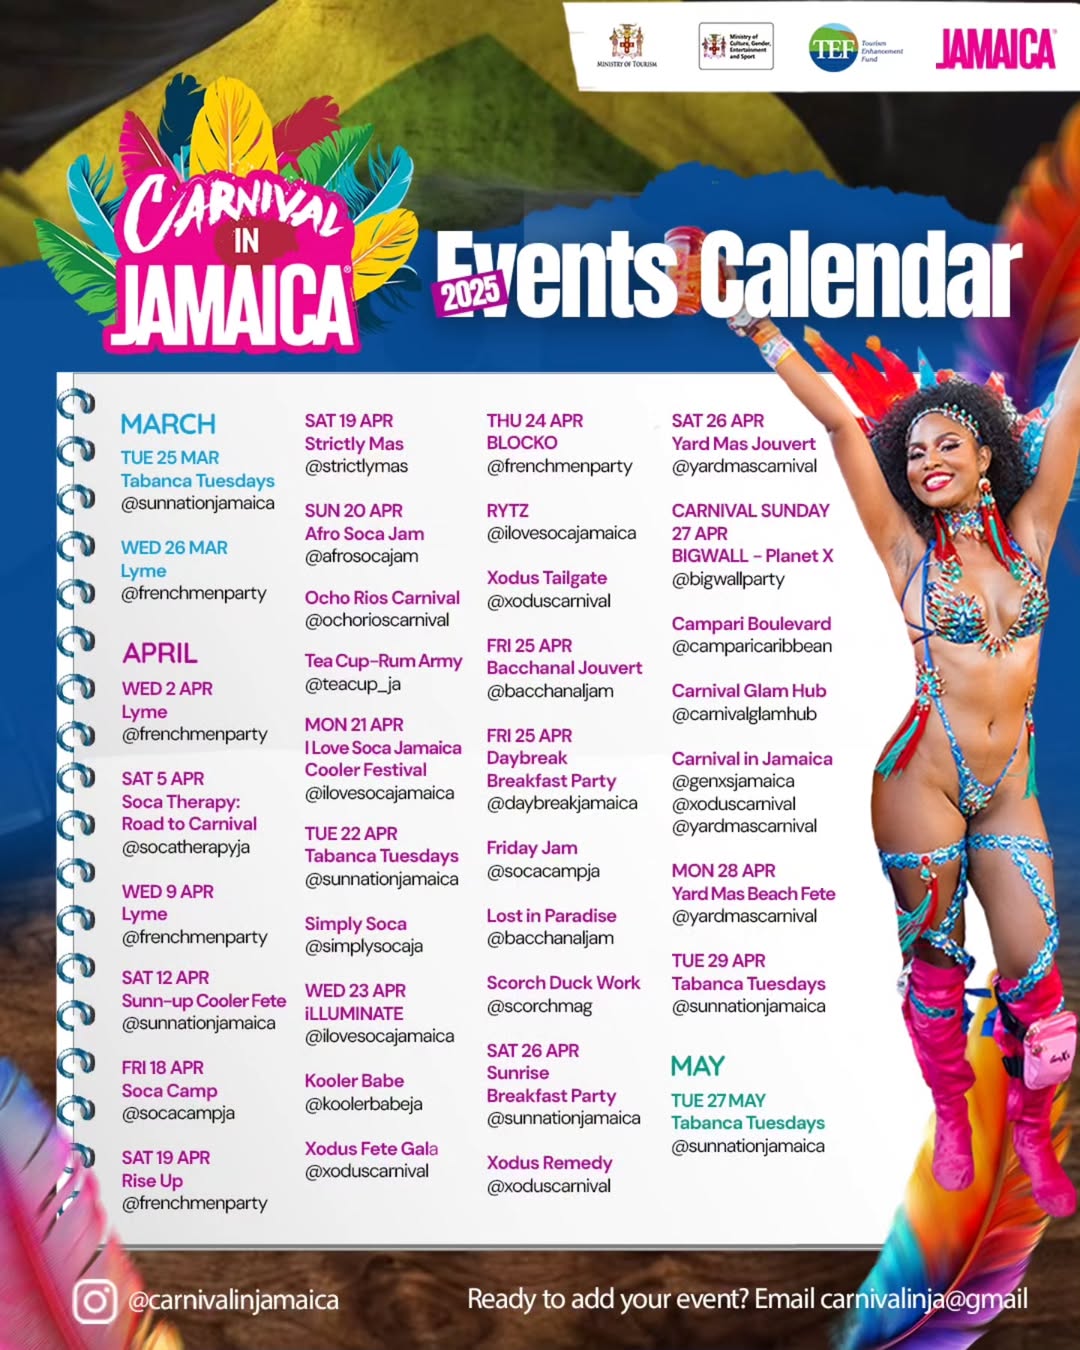 MINISTRY OF TOURISM
Ministry of
Culture, Gender,
Entertainment
and Sport
TEF
Tourism
Enhancement
Fund
JAMAICA
CARNIVAL
IN
JAMAICA®
2025
Events Calendar
MARCH
TUE 25 MAR
Tabanca Tuesdays
@sunnationjamaica
WED 26 MAR
Lyme
@frenchmenparty
APRIL
WED 2 APR
Lyme
@frenchmenparty
SAT 5 APR
Soca Therapy:
Road to Carnival
@socatherapyja
WED 9 APR
Lyme
@frenchmenparty
SAT 12 APR
Sunn-up Cooler Fete
@sunnationjamaica
FRI 18 APR
Soca Camp
@socacampja
SAT 19 APR
Rise Up
@frenchmenparty
SAT 19 APR
Strictly Mas
@strictlymas
SUN 20 APR
Afro Soca Jam
@afrosocajam
Ocho Rios Carnival
@ochorioscarnival
Tea Cup-Rum Army
@teacup_ja
MON 21 APR
I Love Soca Jamaica
Cooler Festival
@ilovesocajamaica
TUE 22 APR
Tabanca Tuesdays
@sunnationjamaica
Simply Soca
@simplysocaja
WED 23 APR
iLLUMINATE
@ilovesocajamaica
Kooler Babe
@koolerbabeja
Xodus Fete Gala
@xoduscarnival
THU 24 APR
BLOCKO
@frenchmenparty
RYTZ
@ilovesocajamaica
Xodus Tailgate
@xoduscarnival
FRI 25 APR
Bacchanal Jouvert
@bacchanaljam
FRI 25 APR
Daybreak
Breakfast Party
@daybreakjamaica
Friday Jam
@socacampja
Lost in Paradise
@bacchanaljam
Scorch Duck Work
@scorchmag
SAT 26 APR
Sunrise
Breakfast Party
@sunnationjamaica
Xodus Remedy
@xoduscarnival
SAT 26 APR
Yard Mas Jouvert
@yardmascarnival
CARNIVAL SUNDAY
27 APR
BIGWALL - Planet X
@bigwallparty
Campari Boulevard
@camparicaribbean
Carnival Glam Hub
@carnivalglamhub
Carnival in Jamaica
@genxsjamaica
@xoduscarnival
@yardmascarnival
MON 28 APR
Yard Mas Beach Fete
@yardmascarnival
TUE 29 APR
Tabanca Tuesdays
@sunnationjamaica
MAY
TUE 27 MAY
Tabanca Tuesdays
@sunnationjamaica
@carnivalinjamaica
Ready to add your event? Email carnivalinja@gmail